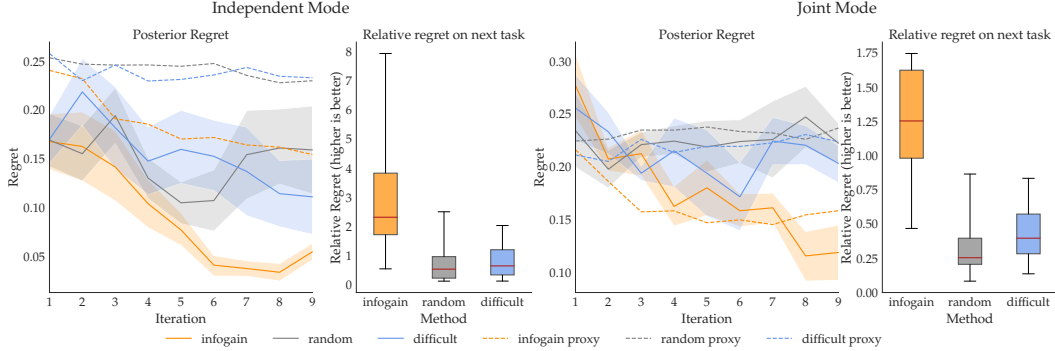 Independent Mode
Joint Mode
Posterior Regret
Relative regret on next task
Posterior Regret
Relative regret on next task
Regret
0.25
0.20
0.15
0.10
0.05
1 2 3 4 5 6 7 8 9
Iteration
Relative Regret (higher is better)
8
7
6
5
4
3
2
1
0
infogain random difficult
Method
Regret
0.30
0.25
0.20
0.15
0.10
1 2 3 4 5 6 7 8 9
Iteration
Relative Regret (higher is better)
1.75
1.50
1.25
1.00
0.75
0.50
0.25
0.00
infogain random difficult
Method
infogain random difficult infogain proxy random proxy difficult proxy